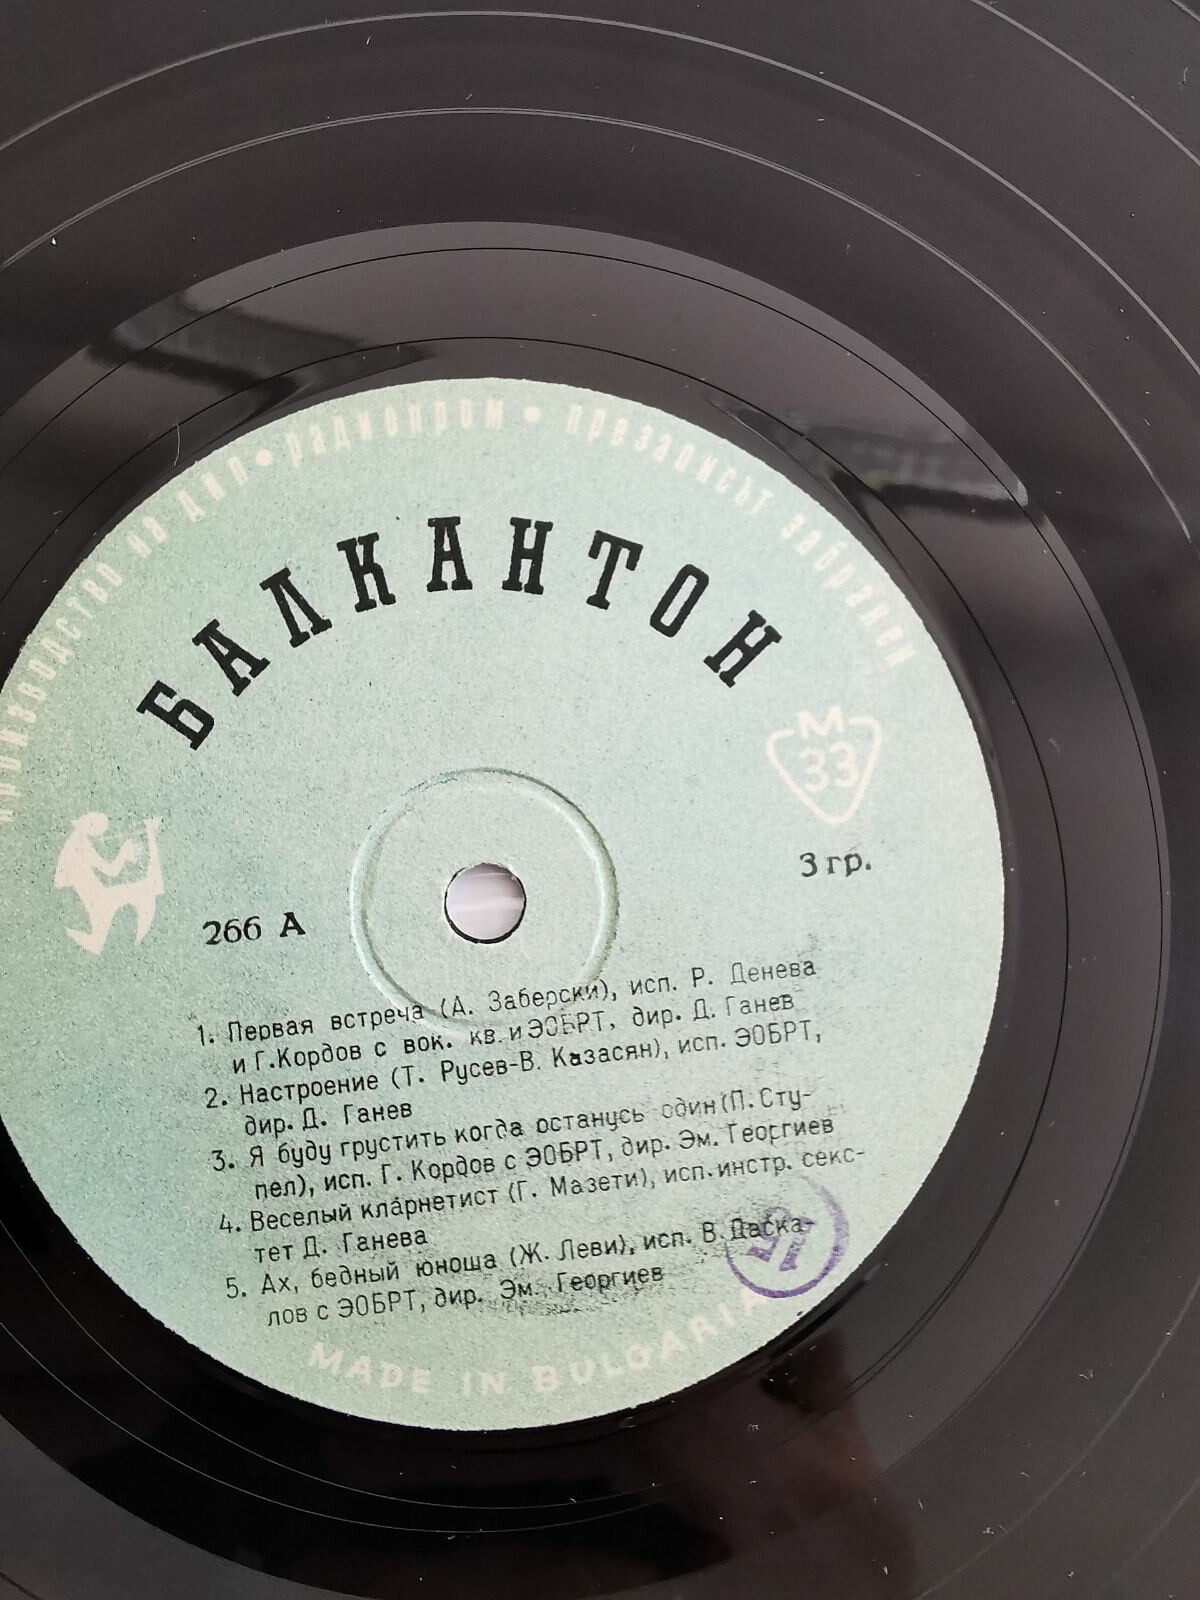 производство на дип • радиопром • презаписът забранен
БАЛКАНТОН
М
33
3 гр.
266 А
1. Первая встреча (А. Заберски), исп. Р. Денева
и Г.Кордов с вок. кв. и ЭОБРТ, дир. Д. Ганев
2. Настроение (Т. Русев-В. Казасян), исп. ЭОБРТ,
дир. Д. Ганев
3. Я буду грустить когда останусь один (П. Сту-
пел), исп. Г. Кордов с ЭОБРТ, дир. Эм. Георгиев
4. Веселый кларнетист (Г. Мазети), исп. инстр. секс-
тет Д. Ганева
5. Ах, бедный юноша (Ж. Леви), исп. В. Даска-
лов с ЭОБРТ, дир. Эм. Георгиев
15
MADE IN BULGARIA